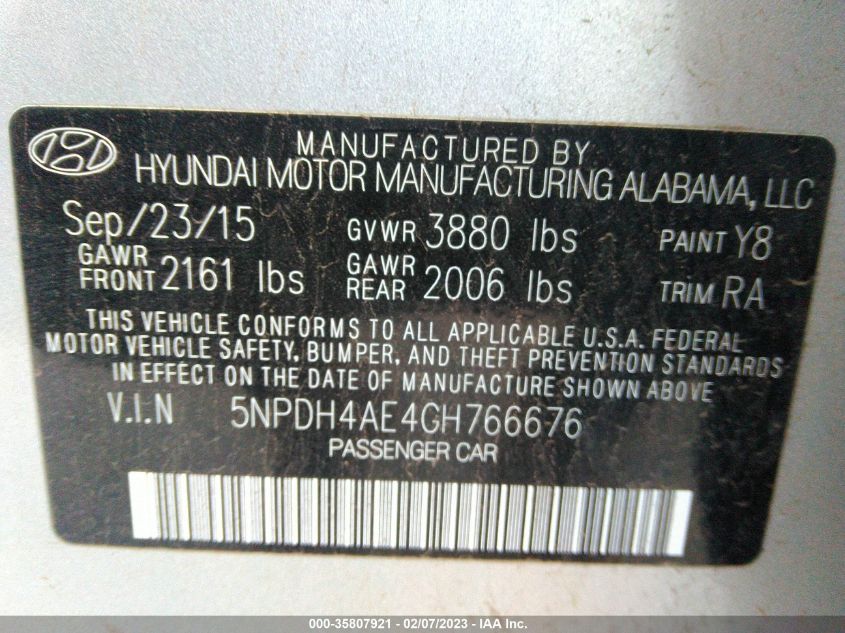 MANUFACTURED BY
HYUNDAI MOTOR MANUFACTURING ALABAMA, LLC
Sep/23/15 GVWR 3880 lbs PAINT Y8
GAWR FRONT 2161 lbs GAWR REAR 2006 lbs TRIM RA
THIS VEHICLE CONFORMS TO ALL APPLICABLE U.S.A. FEDERAL
MOTOR VEHICLE SAFETY, BUMPER, AND THEFT PREVENTION STANDARDS
IN EFFECT ON THE DATE OF MANUFACTURE SHOWN ABOVE
V.I.N 5NPDH4AE4GH766676
PASSENGER CAR
000-35807921 - 02/07/2023 - IAA Inc.